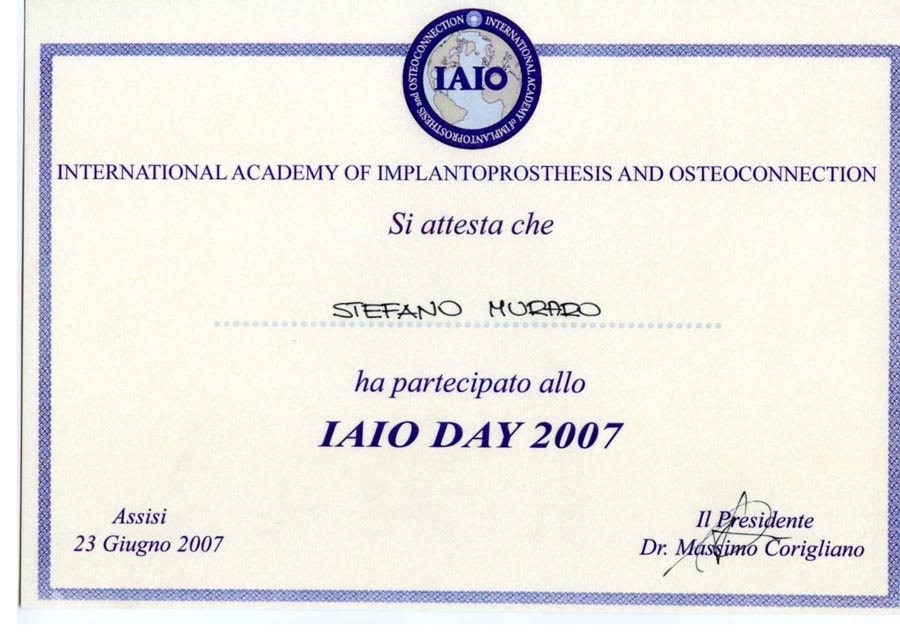 INTERNATIONAL ACADEMY of IMPLANTOPROSTHESIS and OSTEOCONNECTION
IAIO
INTERNATIONAL ACADEMY OF IMPLANTOPROSTHESIS AND OSTEOCONNECTION
Si attesta che
STEFANO MURARO
ha partecipato allo
IAIO DAY 2007
Assisi
23 Giugno 2007
Il Presidente
Dr. Massimo Corigliano